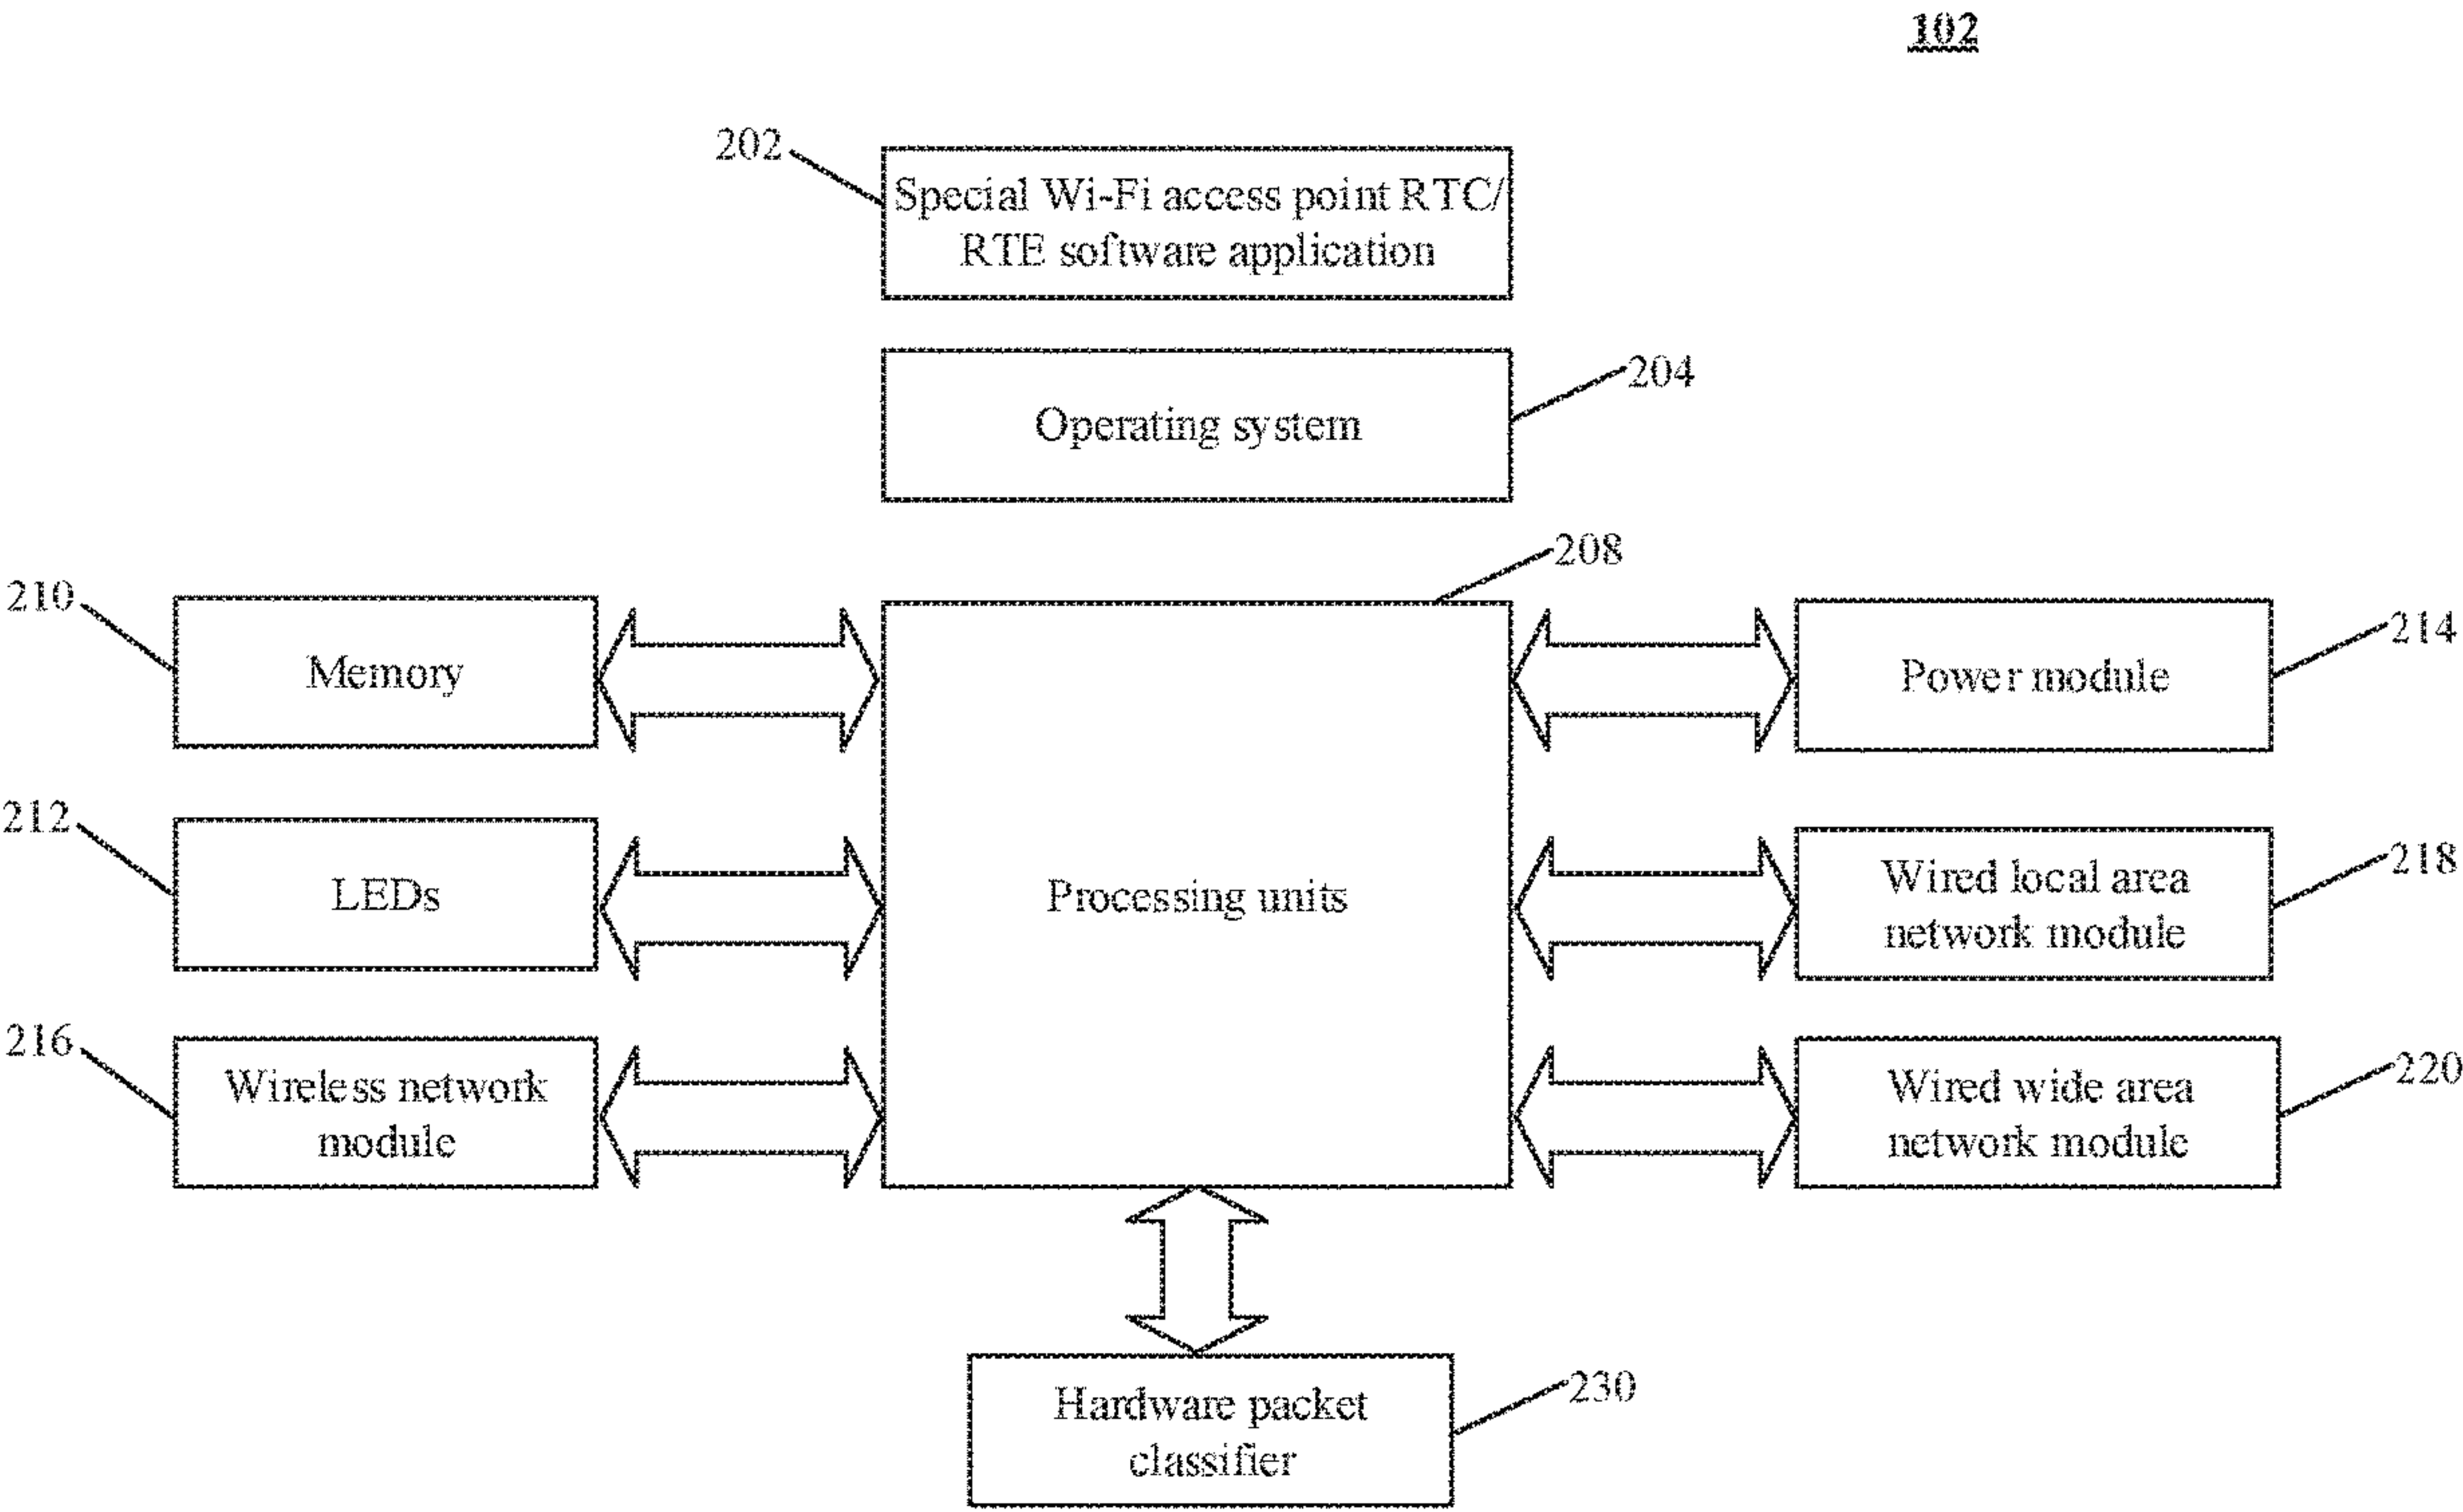 102
202
Special Wi-Fi access point RTC/
RTE software application
204
Operating system
208
210
Memory
214
Power module
212
LEDs
Processing units
218
Wired local area
network module
216
Wireless network
module
220
Wired wide area
network module
230
Hardware packet
classifier